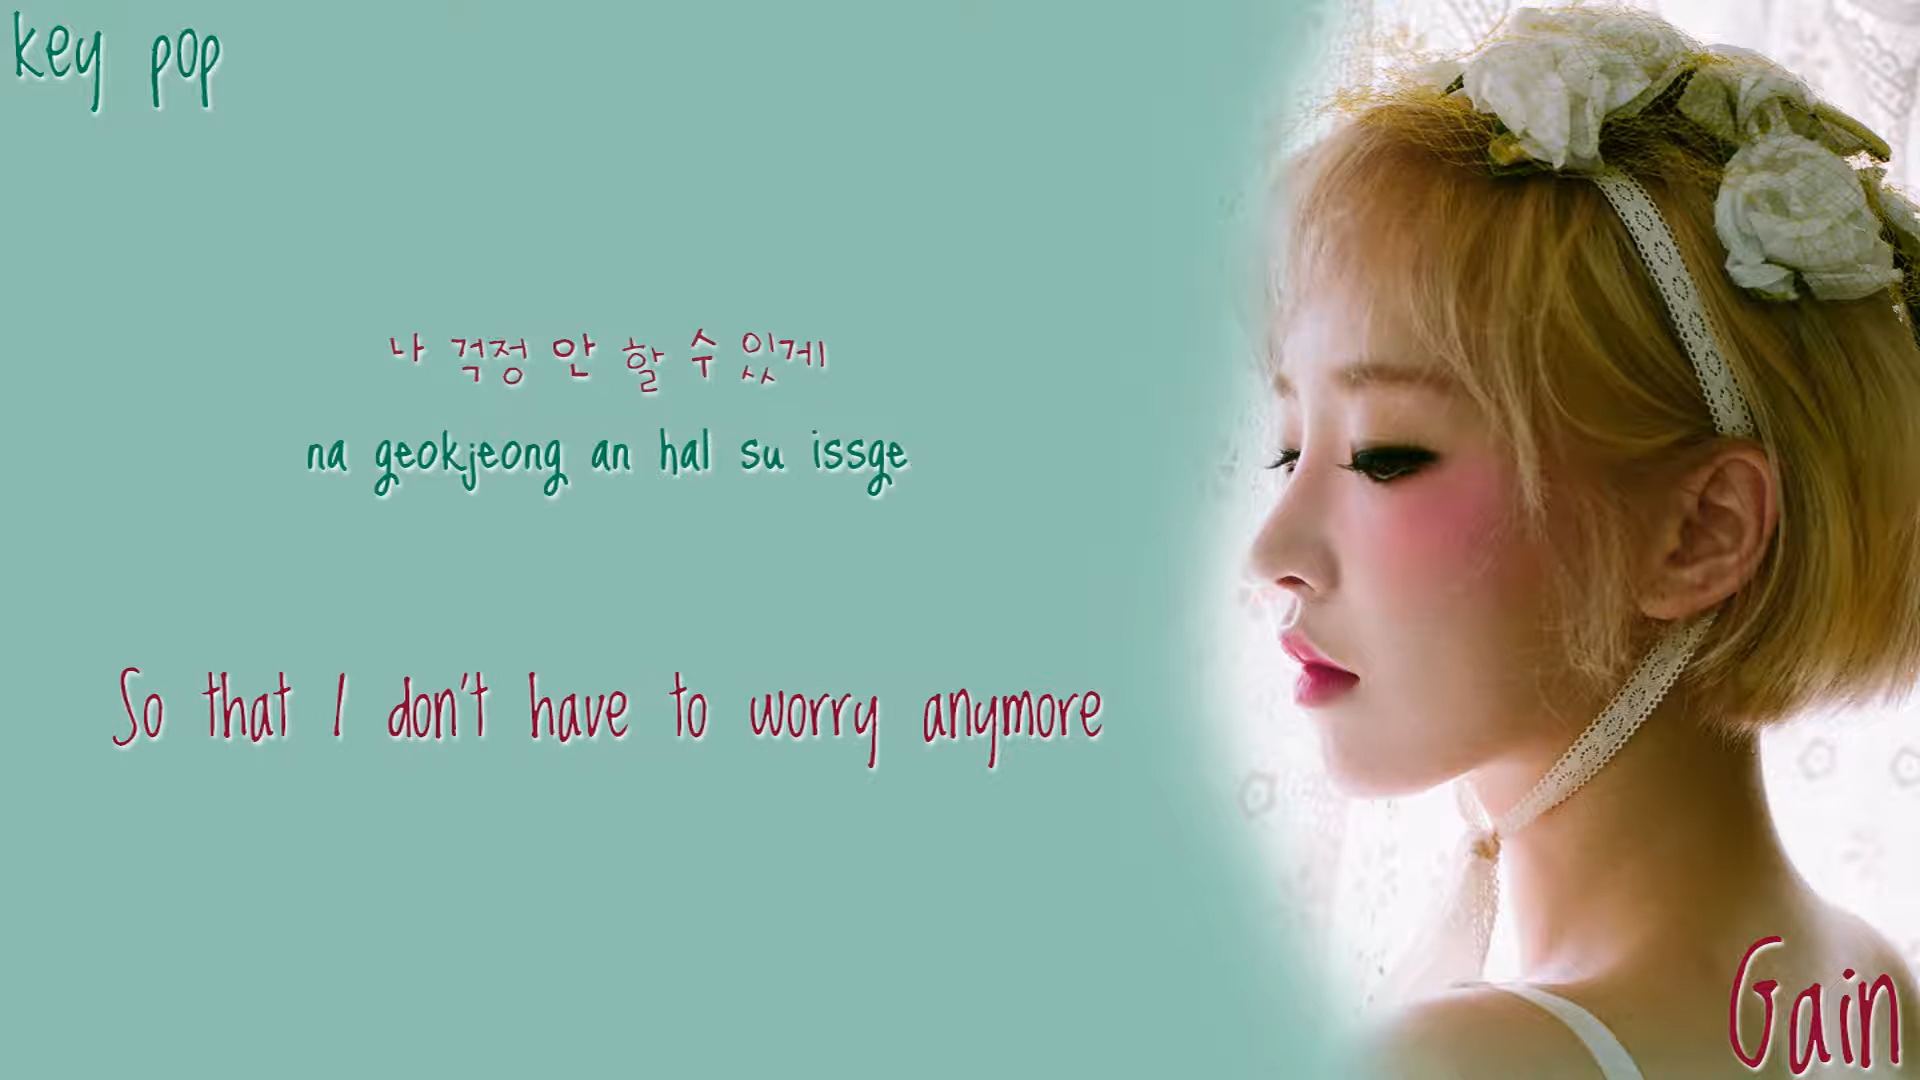 key pop
나 걱정 안 할 수 있게
na geokjeong an hal su issge
So that I don't have to worry anymore
Gain